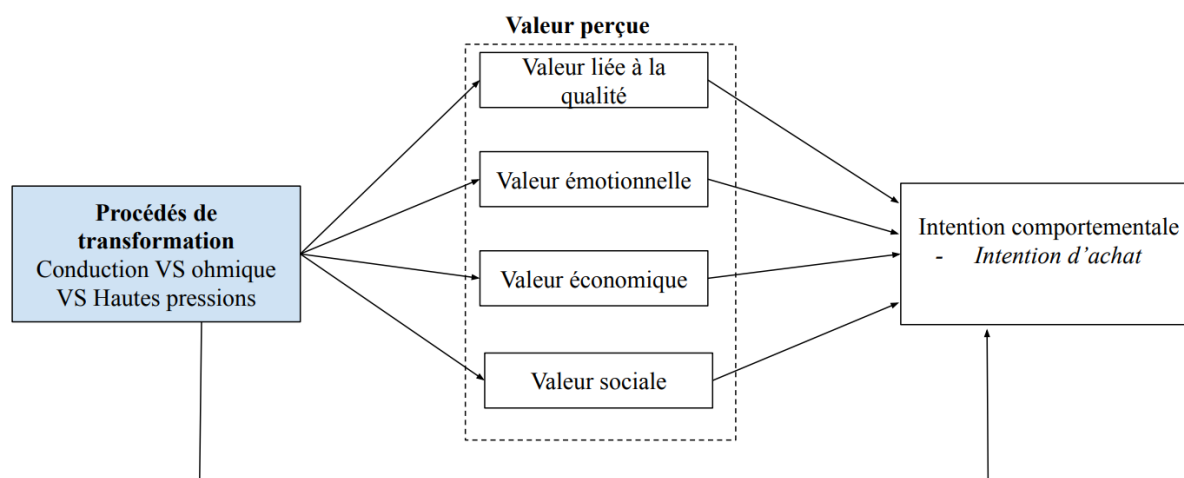 Valeur perçue
Valeur liée à la
qualité
Valeur émotionnelle
Valeur économique
Valeur sociale
Procédés de
transformation
Conduction VS ohmique
VS Hautes pressions
Intention comportementale
- Intention d'achat